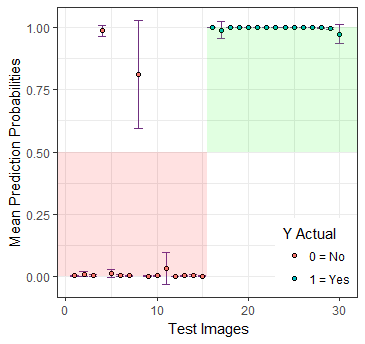 Mean Prediction Probabilities
1.00
0.75
0.50
0.25
0.00
Y Actual
0 = No
1 = Yes
0
10
20
30
Test Images